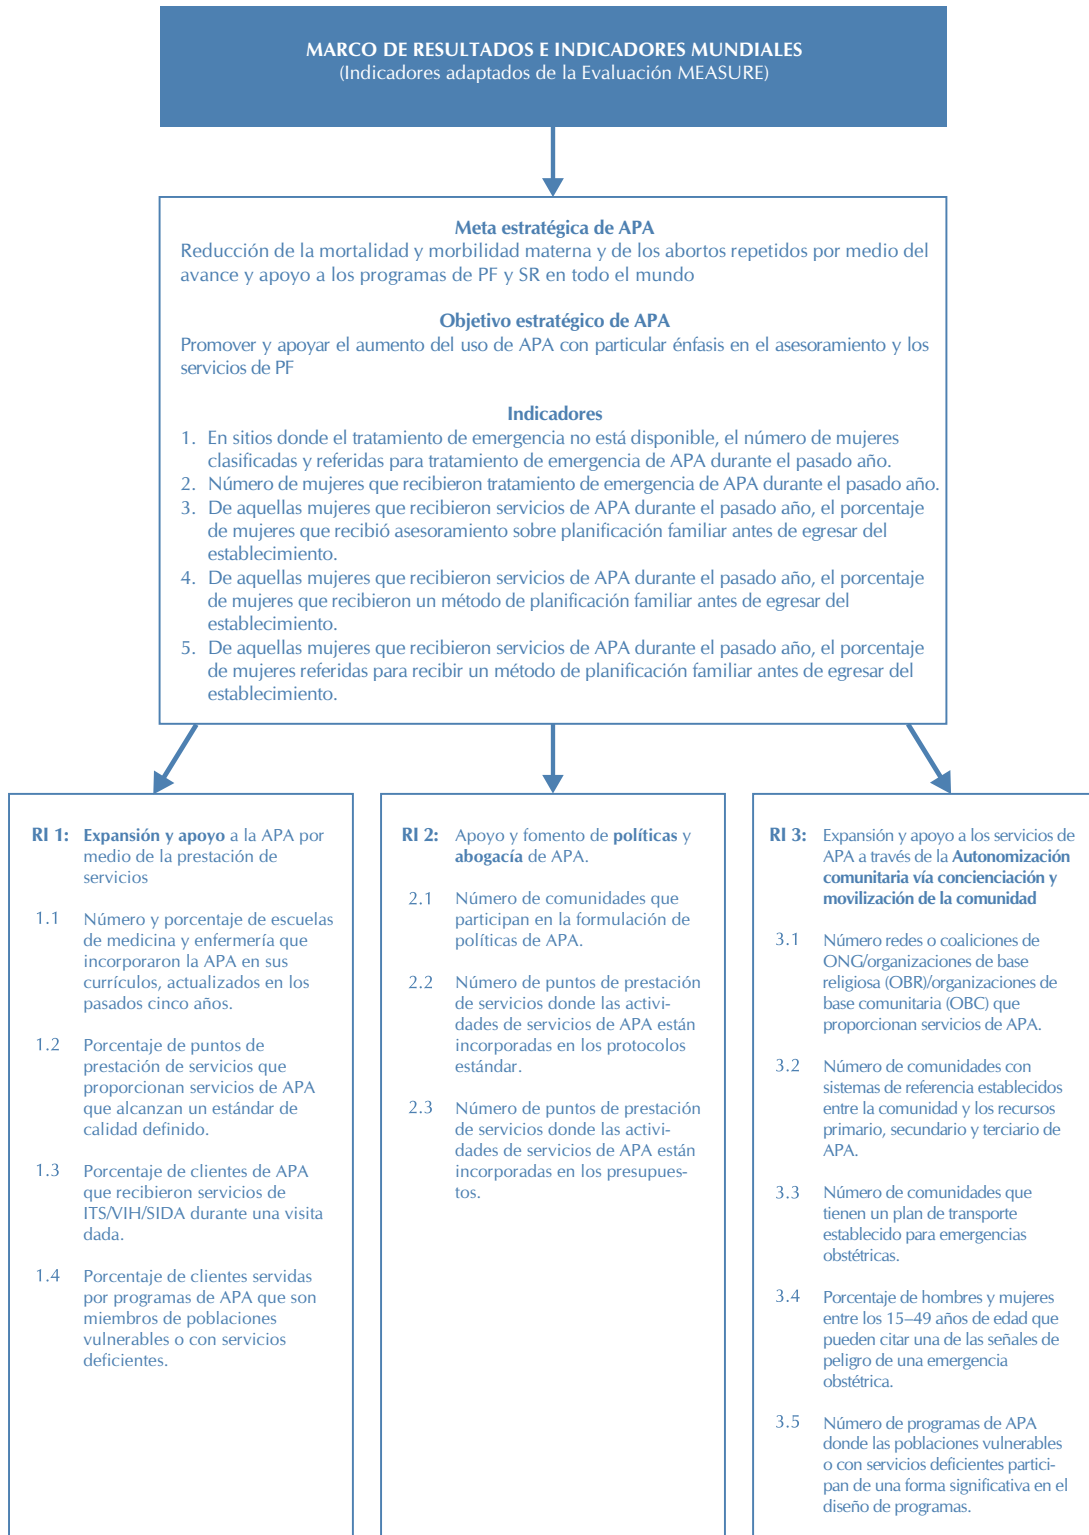 MARCO DE RESULTADOS E INDICADORES MUNDIALES
(Indicadores adaptados de la Evaluación MEASURE)
Meta estratégica de APA
Reducción de la mortalidad y morbilidad materna y de los abortos repetidos por medio del
avance y apoyo a los programas de PF y SR en todo el mundo
Objetivo estratégico de APA
Promover y apoyar el aumento del uso de APA con particular énfasis en el asesoramiento y los
servicios de PF
Indicadores
1. En sitios donde el tratamiento de emergencia no está disponible, el número de mujeres
clasificadas y referidas para tratamiento de emergencia de APA durante el pasado año.
2. Número de mujeres que recibieron tratamiento de emergencia de APA durante el pasado año.
3. De aquellas mujeres que recibieron servicios de APA durante el pasado año, el porcentaje
de mujeres que recibió asesoramiento sobre planificación familiar antes de egresar del
establecimiento.
4. De aquellas mujeres que recibieron servicios de APA durante el pasado año, el porcentaje
de mujeres que recibieron un método de planificación familiar antes de egresar del
establecimiento.
5. De aquellas mujeres que recibieron servicios de APA durante el pasado año, el porcentaje
de mujeres referidas para recibir un método de planificación familiar antes de egresar del
establecimiento.
RI 1: Expansión y apoyo a la APA por
medio de la prestación de
servicios
1.1 Número y porcentaje de escuelas
de medicina y enfermería que
incorporaron la APA en sus
currículos, actualizados en los
pasados cinco años.
1.2 Porcentaje de puntos de
prestación de servicios que
proporcionan servicios de APA
que alcanzan un estándar de
calidad definido.
1.3 Porcentaje de clientes de APA
que recibieron servicios de
ITS/VIH/SIDA durante una visita
dada.
1.4 Porcentaje de clientes servidas
por programas de APA que son
miembros de poblaciones
vulnerables o con servicios
deficientes.
RI 2: Apoyo y fomento de políticas y
abogacía de APA.
2.1 Número de comunidades que
participan en la formulación de
políticas de APA.
2.2 Número de puntos de prestación
de servicios donde las activi-
dades de servicios de APA están
incorporadas en los protocolos
estándar.
2.3 Número de puntos de prestación
de servicios donde las activi-
dades de servicios de APA están
incorporadas en los presupues-
tos.
RI 3: Expansión y apoyo a los servicios de
APA a través de la Autonomización
comunitaria vía concienciación y
movilización de la comunidad
3.1 Número redes o coaliciones de
ONG/organizaciones de base
religiosa (OBR)/organizaciones de
base comunitaria (OBC) que
proporcionan servicios de APA.
3.2 Número de comunidades con
sistemas de referencia establecidos
entre la comunidad y los recursos
primario, secundario y terciario de
APA.
3.3 Número de comunidades que
tienen un plan de transporte
establecido para emergencias
obstétricas.
3.4 Porcentaje de hombres y mujeres
entre los 15–49 años de edad que
pueden citar una de las señales de
peligro de una emergencia
obstétrica.
3.5 Número de programas de APA
donde las poblaciones vulnerables
o con servicios deficientes partici-
pan de una forma significativa en el
diseño de programas.